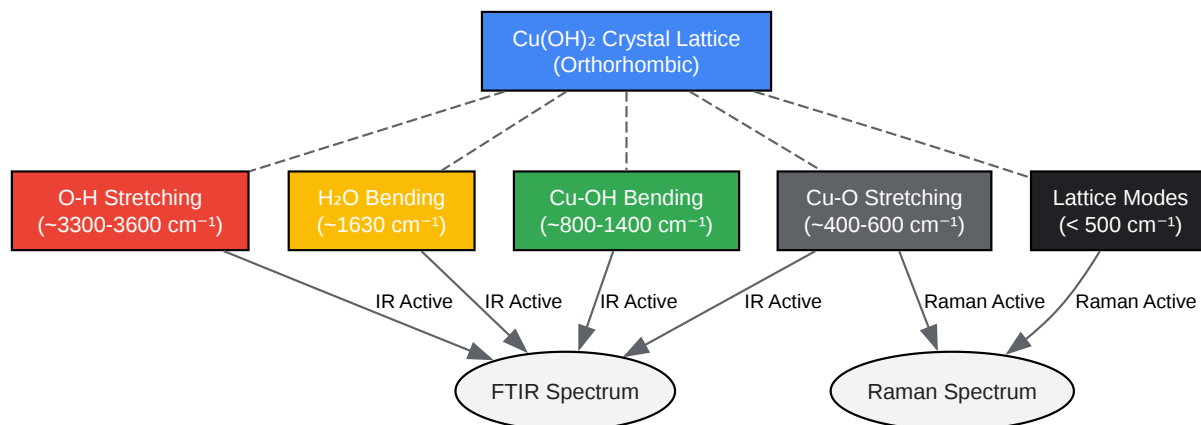 Cu(OH)₂ Crystal Lattice
(Orthorhombic)
O-H Stretching
(~3300-3600 cm⁻¹)
H₂O Bending
(~1630 cm⁻¹)
Cu-OH Bending
(~800-1400 cm⁻¹)
Cu-O Stretching
(~400-600 cm⁻¹)
Lattice Modes
(< 500 cm⁻¹)
IR Active
IR Active
IR Active
IR Active
Raman Active
Raman Active
FTIR Spectrum
Raman Spectrum